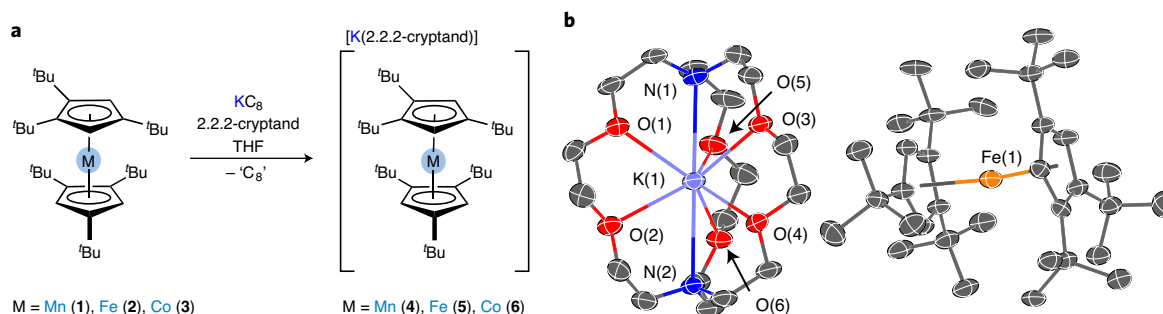 a
[K(2.2.2-cryptand)]
tBu
tBu
tBu
tBu
M
tBu
tBu
tBu
KC8
2.2.2-cryptand
THF
– 'C8'
tBu
tBu
tBu
M
tBu
tBu
tBu
M = Mn (1), Fe (2), Co (3)
M = Mn (4), Fe (5), Co (6)
b
N(1)
O(5)
O(1)
O(3)
K(1)
O(2)
O(4)
N(2)
O(6)
Fe(1)